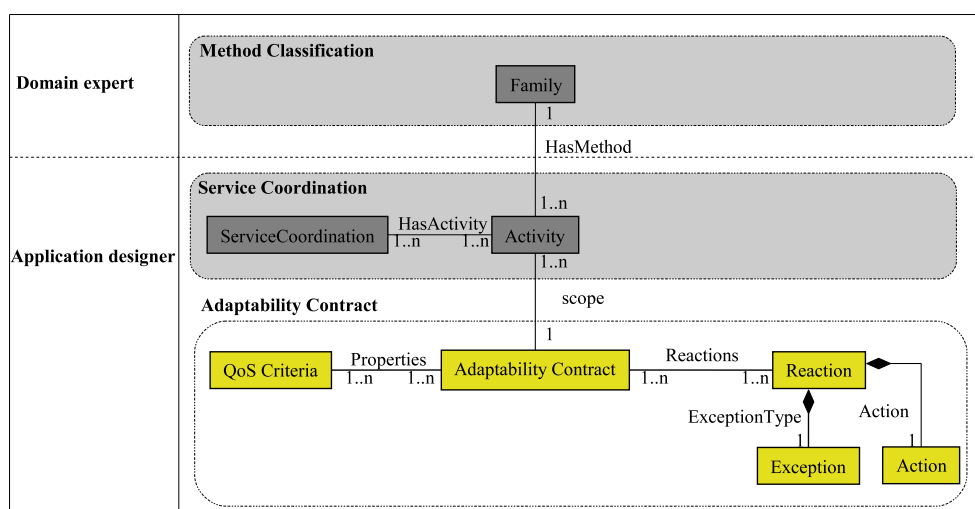 Method Classification
Domain expert
Family
1
HasMethod
Service Coordination
1..n
HasActivity
ServiceCoordination
1..n
1..n
Activity
Application designer
1..n
scope
Adaptability Contract
1
Properties
Reactions
QoS Criteria
1..n
1..n
Adaptability Contract
1..n
1..n
Reaction
ExceptionType
Action
1
1
Exception
Action